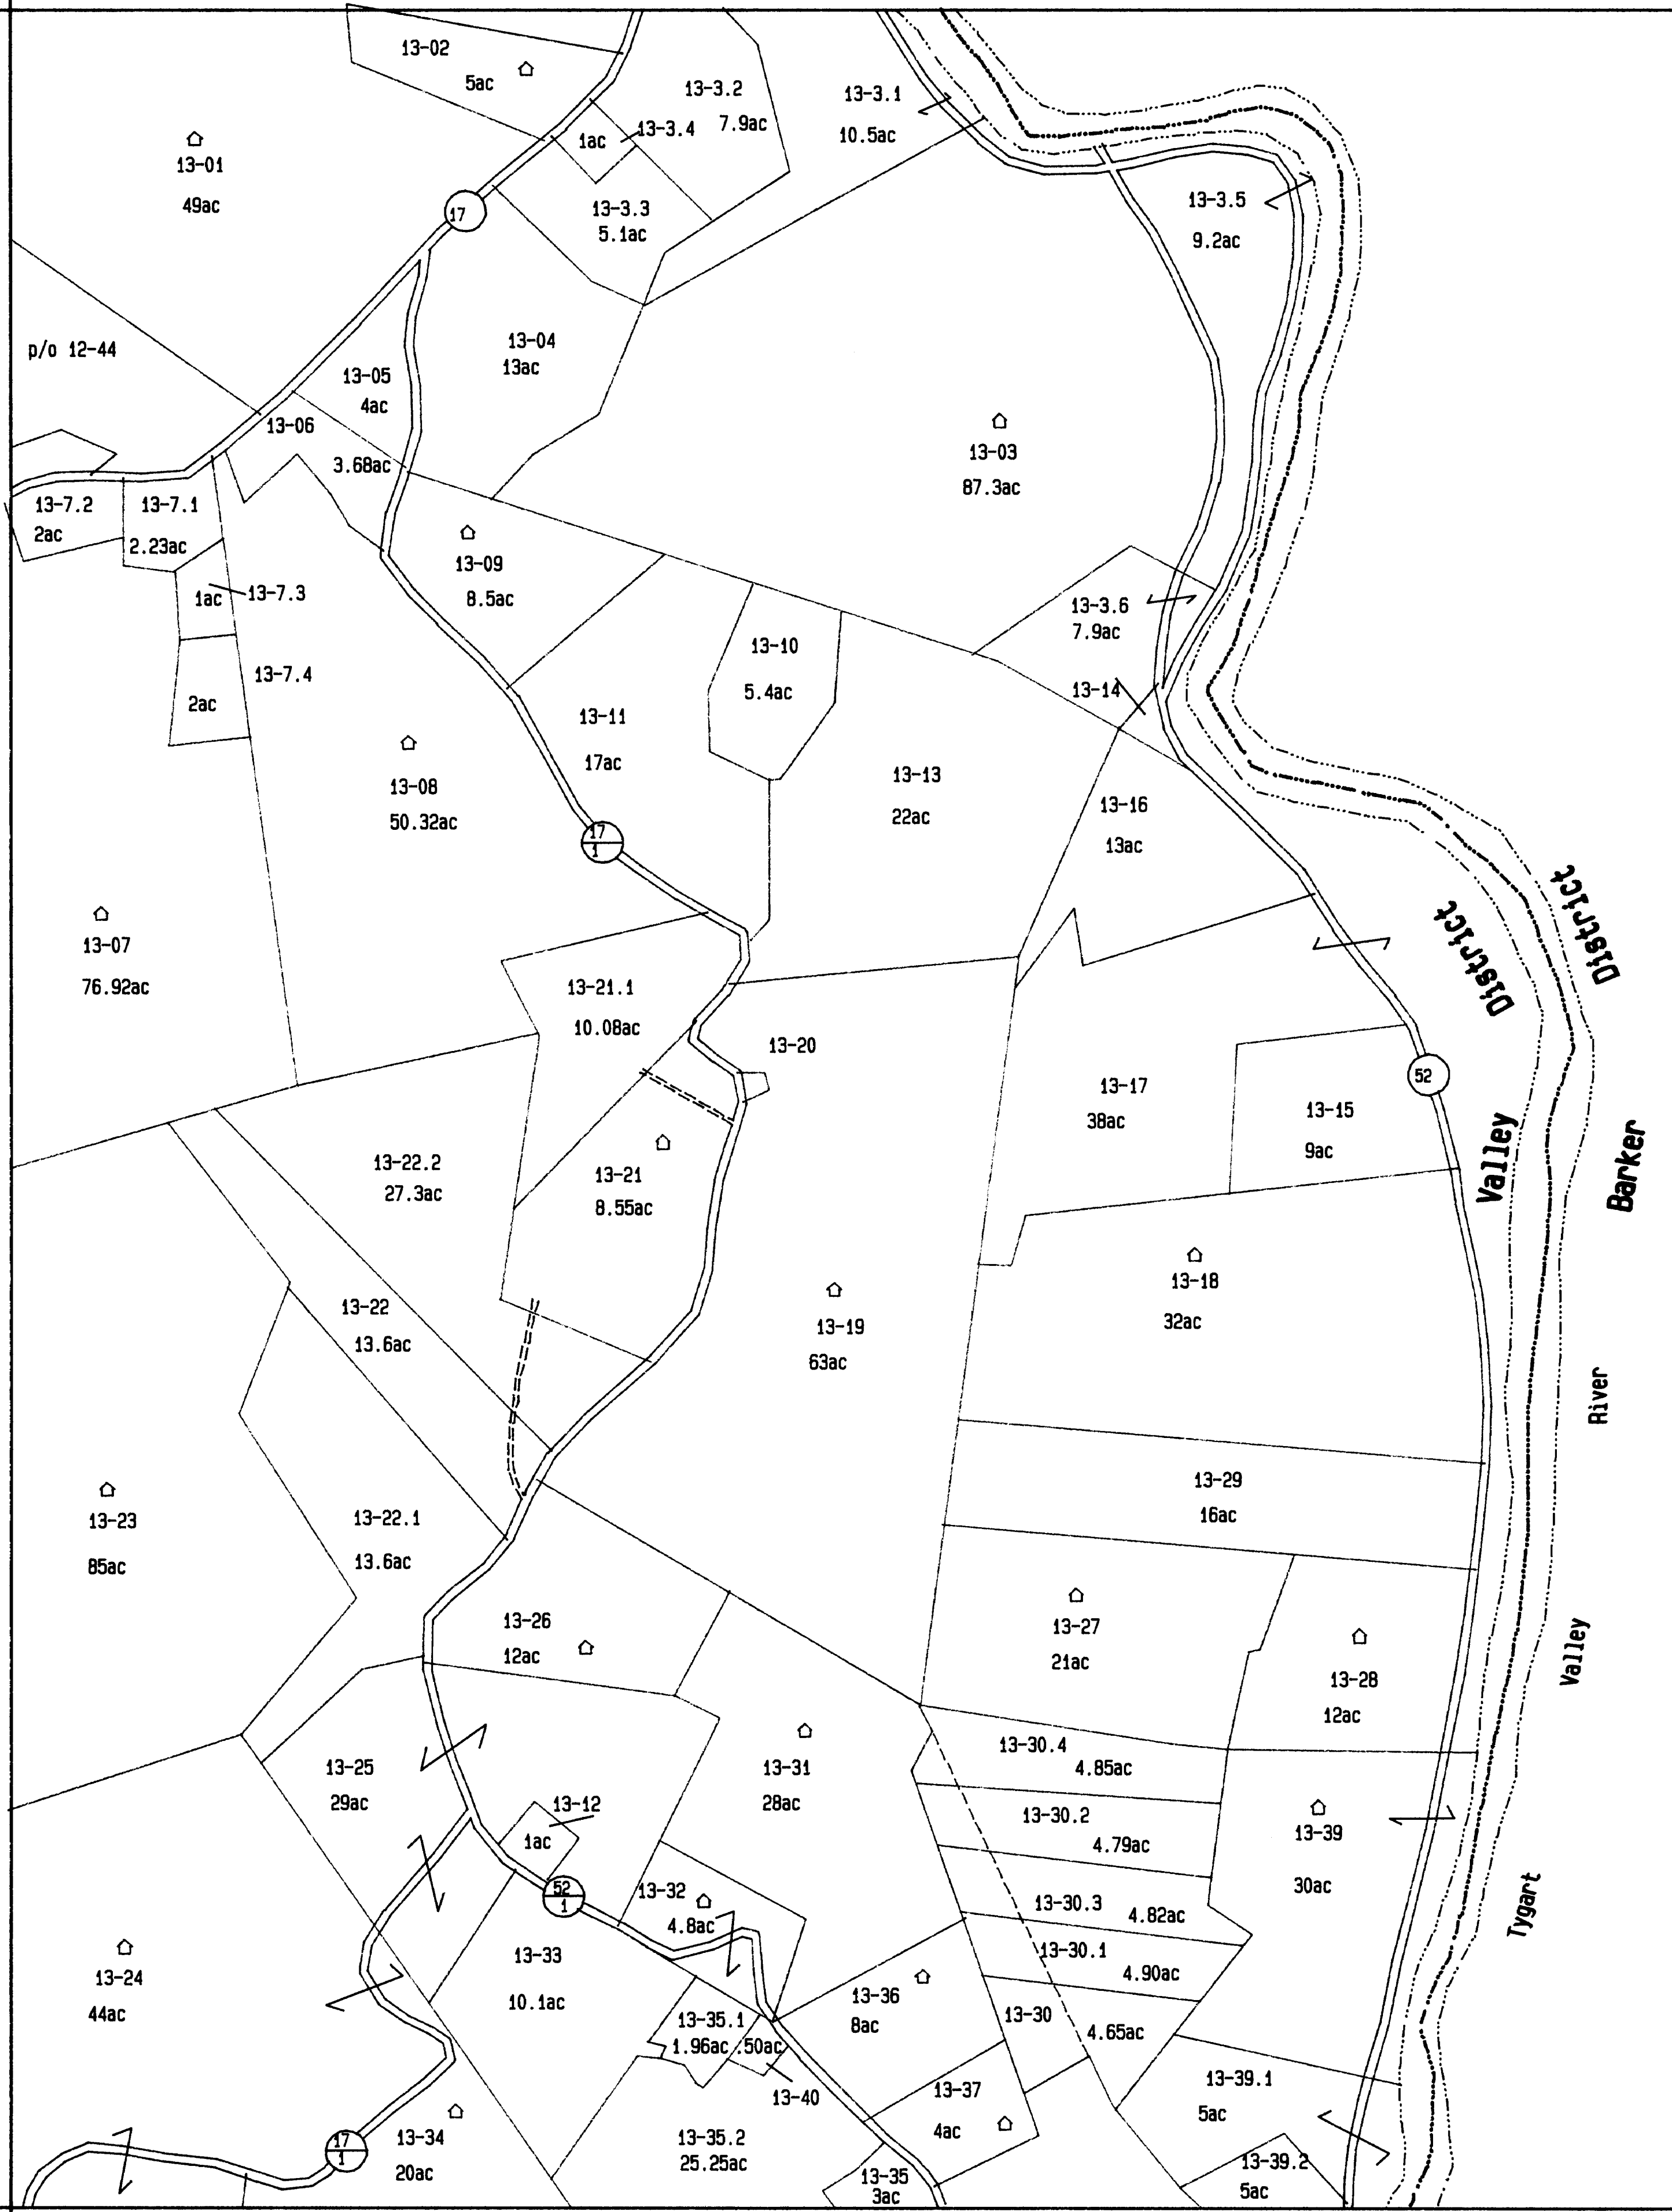 13-02
5ac
13-3.2
7.9ac
13-3.1
10.5ac
1ac
13-3.4
13-01
49ac
17
13-3.3
5.1ac
13-3.5
9.2ac
p/o 12-44
13-04
13ac
13-05
4ac
13-06
3.68ac
13-03
87.3ac
13-7.2
2ac
13-7.1
2.23ac
1ac
13-7.3
13-09
8.5ac
13-3.6
7.9ac
13-10
5.4ac
13-7.4
2ac
13-14
13-11
17ac
13-08
50.32ac
13-13
22ac
13-16
13ac
17
1
District
District
13-07
76.92ac
13-21.1
10.08ac
13-20
13-17
38ac
52
13-15
9ac
Valley
Barker
13-22.2
27.3ac
13-21
8.55ac
13-18
32ac
13-22
13.6ac
13-19
63ac
River
13-29
16ac
13-23
85ac
13-22.1
13.6ac
13-26
12ac
13-27
21ac
13-28
12ac
Valley
13-25
29ac
13-31
28ac
13-30.4
4.85ac
13-12
1ac
13-30.2
4.79ac
13-39
30ac
52
1
13-32
4.8ac
13-30.3
4.82ac
Tygart
13-33
10.1ac
13-30.1
4.90ac
13-24
44ac
13-36
8ac
13-30
4.65ac
13-35.1
1.96ac
.50ac
13-40
13-37
4ac
13-39.1
5ac
17
1
13-34
20ac
13-35.2
25.25ac
13-35
3ac
13-39.2
5ac